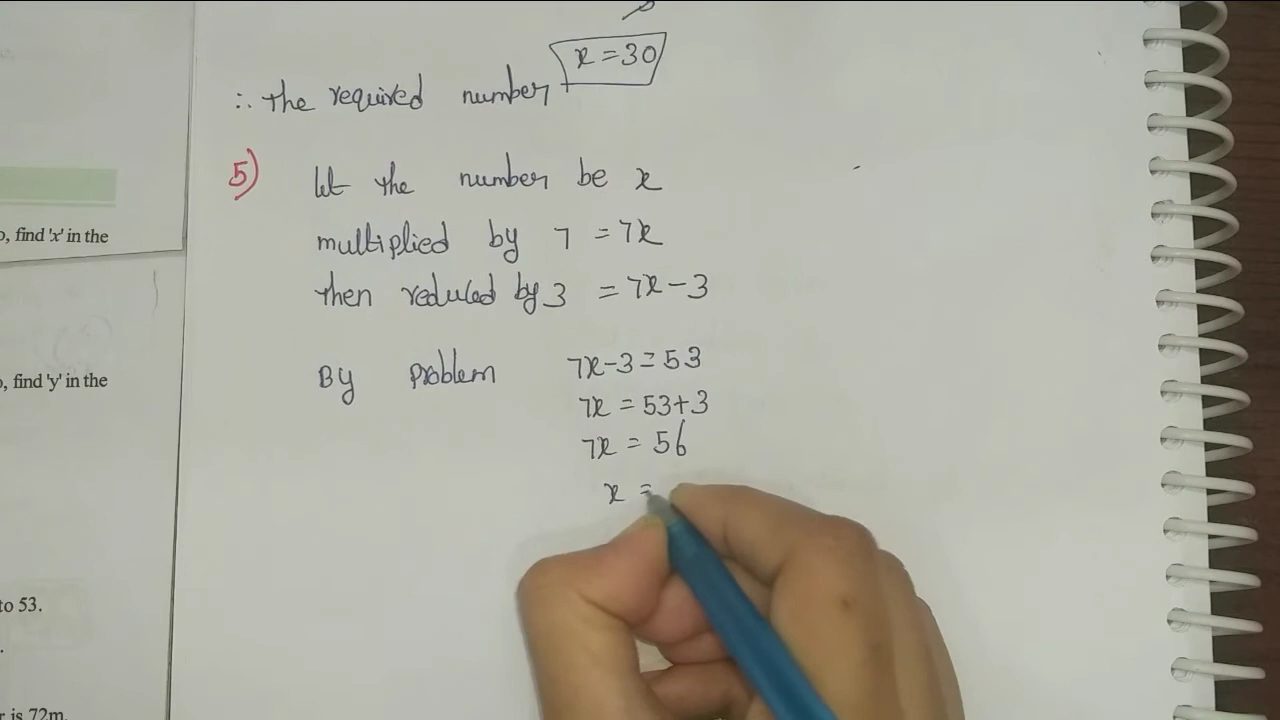 x = 30
∴ The required number
5) let the number be x
multiplied by 7 = 7x
then reduced by 3 = 7x - 3
By problem 7x - 3 = 53
7x = 53 + 3
7x = 56
x =
, find 'x' in the
, find 'y' in the
to 53.
.
r is 72m.